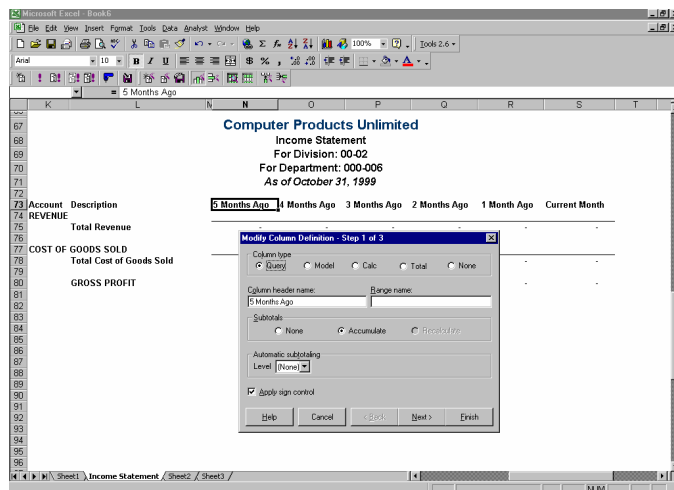 Microsoft Excel - Book6
File Edit View Insert Format Tools Data Analyst Window Help
100% Tools 2.6
Arial 10 B I U $ % ,
= 5 Months Ago
K L M N O P Q R S T
67 Computer Products Unlimited
68 Income Statement
69 For Division: 00-02
70 For Department: 000-006
71 As of October 31, 1999
72
73 Account Description 5 Months Ago 4 Months Ago 3 Months Ago 2 Months Ago 1 Month Ago Current Month
74 REVENUE
75 Total Revenue - - - - - -
76
77 COST OF GOODS SOLD
78 Total Cost of Goods Sold - -
79
80 GROSS PROFIT - -
81
82
83
84
85
86
87
88
89
90
91
92
93
94
95
96
Modify Column Definition - Step 1 of 3
Column type
Query Model Calc Total None
Column header name: Range name:
5 Months Ago
Subtotals
None Accumulate Recalculate
Automatic subtotaling
Level (None)
Apply sign control
Help Cancel < Back Next > Finish
Sheet1 Income Statement Sheet2 Sheet3
NUM